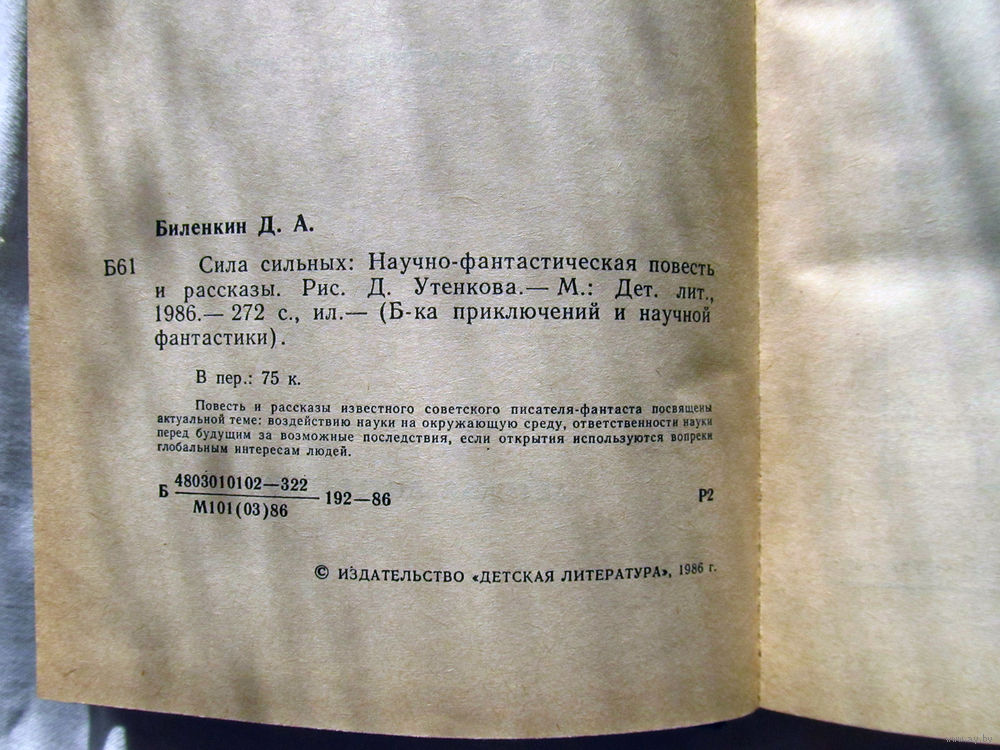 Биленкин Д. А.
Б61 Сила сильных: Научно-фантастическая повесть
и рассказы. Рис. Д. Утенкова.— М.: Дет. лит.,
1986.— 272 с., ил.— (Б-ка приключений и научной
фантастики).
В пер.: 75 к.
Повесть и рассказы известного советского писателя-фантаста посвящены
актуальной теме: воздействию науки на окружающую среду, ответственности науки
перед будущим за возможные последствия, если открытия используются вопреки
глобальным интересам людей.
4803010102—322
Б 192—86 Р2
М101(03)86
© ИЗДАТЕЛЬСТВО «ДЕТСКАЯ ЛИТЕРАТУРА», 1986 г.
www.ay.by